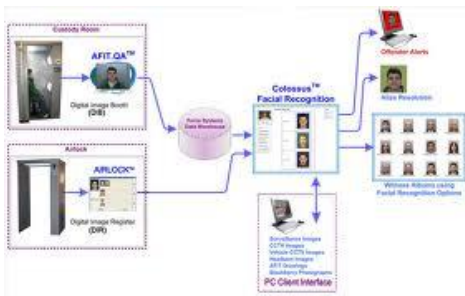 Custody Room
AFIT.QA™
Digital Image Booth
(DIB)
Airlock
AIRLOCK™
Digital Image Register
(DIR)
Force Systems
Data Warehouse
Colossus™
Facial Recognition
Offender Alerts
Alias Resolution
Witness Albums using
Facial Recognition Options
Surveillance Images
CCTV Images
Vehicle CCTV Images
Headcam Images
AFIT Drawings
Blackberry Photographs
PC Client Interface